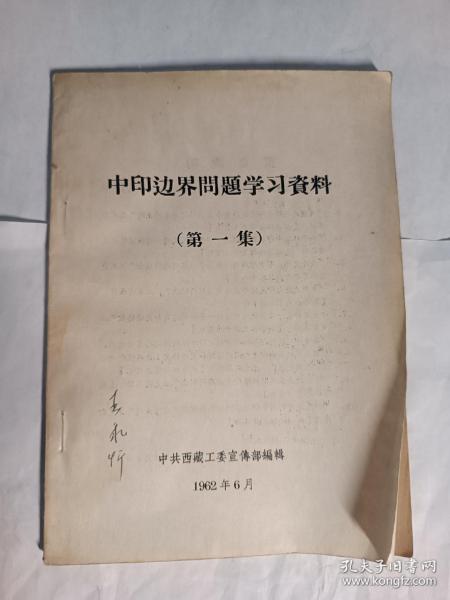 中印边界問題学习資料
(第一集)
中共西藏工委宣傳部編輯
1962年6月
孔夫子旧书网
www.kongfz.com